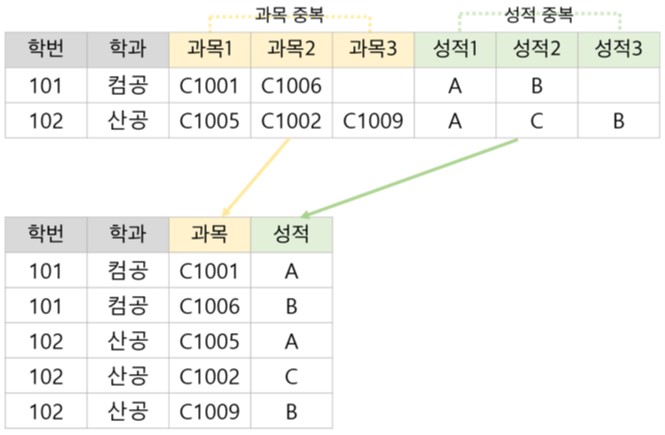 과목 중복 성적 중복
학번 학과 과목1 과목2 과목3 성적1 성적2 성적3
101 컴공 C1001 C1006 A B
102 산공 C1005 C1002 C1009 A C B
학번 학과 과목 성적
101 컴공 C1001 A
101 컴공 C1006 B
102 산공 C1005 A
102 산공 C1002 C
102 산공 C1009 B